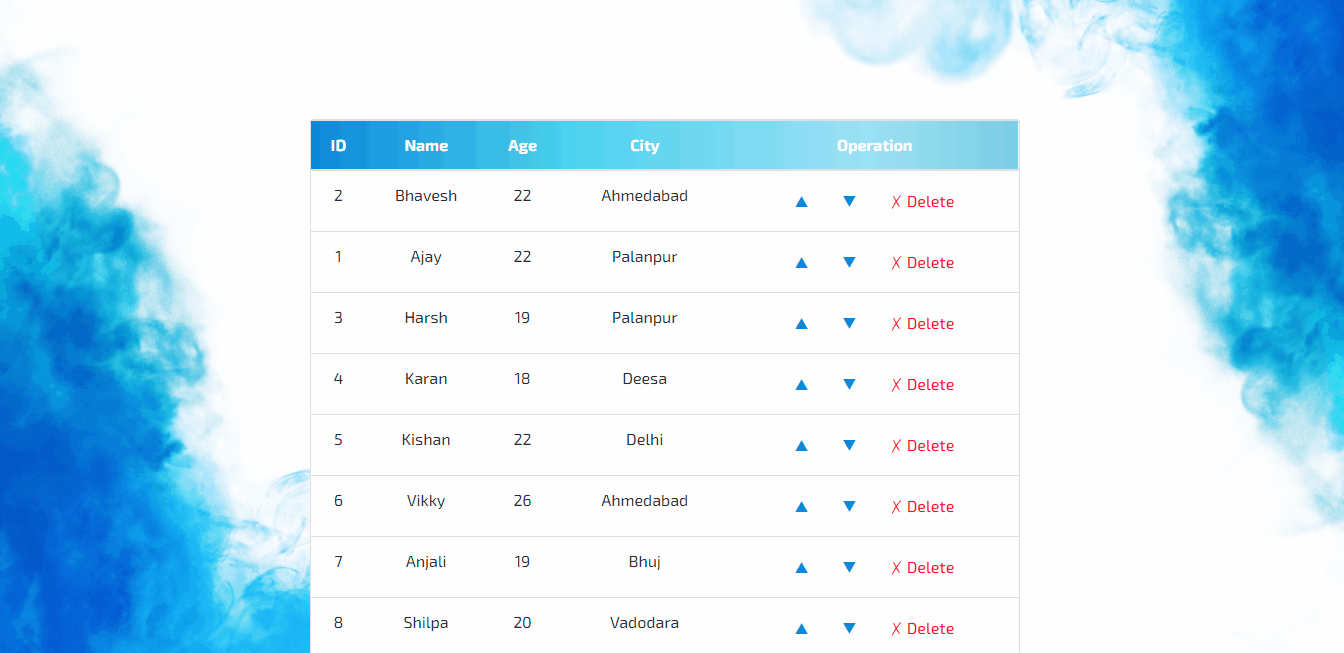 ID Name Age City Operation
2 Bhavesh 22 Ahmedabad ▲ ▼ ╳ Delete
1 Ajay 22 Palanpur ▲ ▼ ╳ Delete
3 Harsh 19 Palanpur ▲ ▼ ╳ Delete
4 Karan 18 Deesa ▲ ▼ ╳ Delete
5 Kishan 22 Delhi ▲ ▼ ╳ Delete
6 Vikky 26 Ahmedabad ▲ ▼ ╳ Delete
7 Anjali 19 Bhuj ▲ ▼ ╳ Delete
8 Shilpa 20 Vadodara ▲ ▼ ╳ Delete